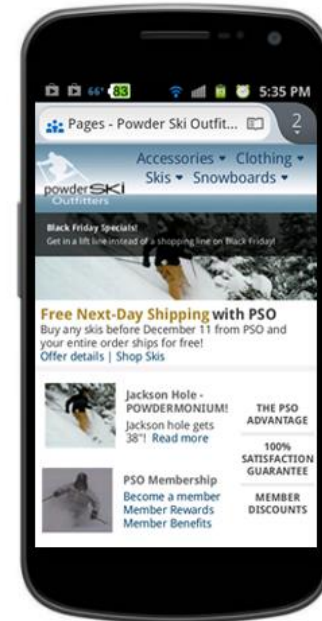 66° 83 5:35 PM
Pages - Powder Ski Outfit... 2
Accessories Clothing
Skis Snowboards
powder SKI
Outfitters
Black Friday Specials!
Get in a lift line instead of a shopping line on Black Friday!
Free Next-Day Shipping with PSO
Buy any skis before December 11 from PSO and
your entire order ships for free!
Offer details | Shop Skis
Jackson Hole -
POWDERMONIUM!
Jackson hole gets
38"! Read more
THE PSO
ADVANTAGE
100%
SATISFACTION
GUARANTEE
PSO Membership
Become a member
Member Rewards
Member Benefits
MEMBER
DISCOUNTS